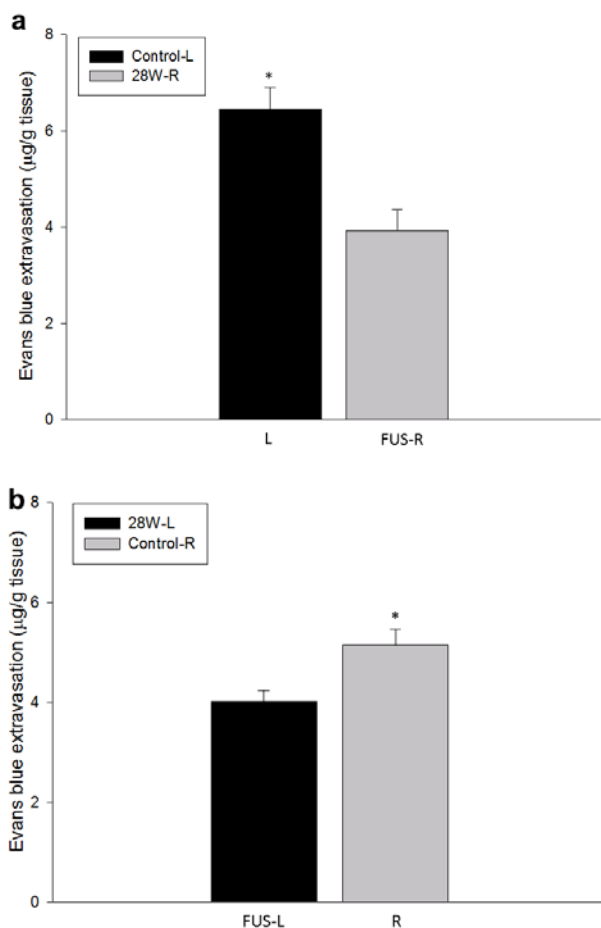 a
Control-L
28W-R
Evans blue extravasation (µg/g tissue)
8
6
4
2
0
*
L
FUS-R
b
28W-L
Control-R
Evans blue extravasation (µg/g tissue)
8
6
4
2
0
*
FUS-L
R